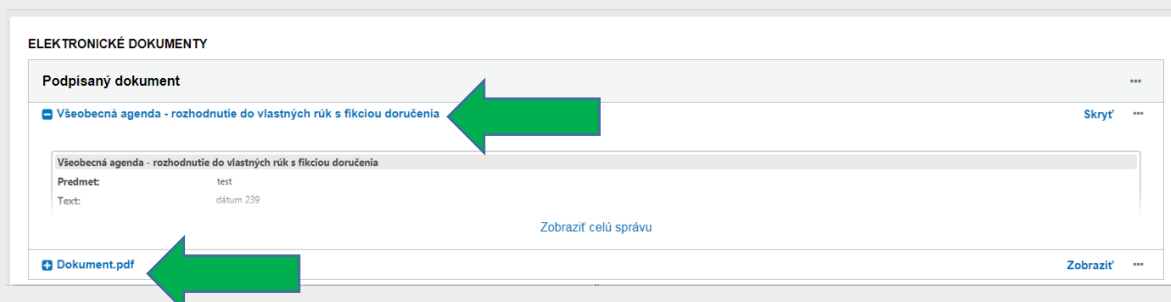 ELEKTRONICKÉ DOKUMENTY
Podpísaný dokument
Všeobecná agenda - rozhodnutie do vlastných rúk s fikciou doručenia Skryť
Všeobecná agenda - rozhodnutie do vlastných rúk s fikciou doručenia
Predmet: test
Text: dátum 239
Zobraziť celú správu
Dokument.pdf Zobraziť